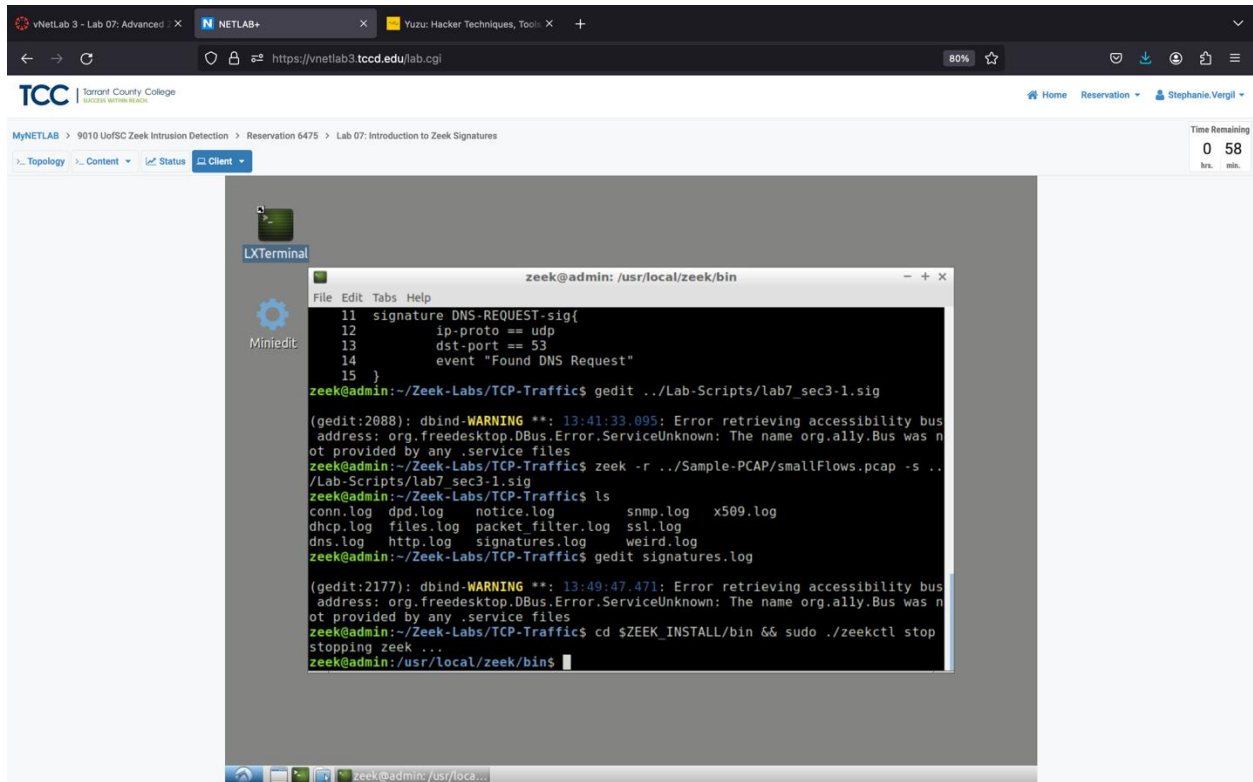 vNetLab 3 - Lab 07: Advanced
NETLAB+
Yuzu: Hacker Techniques, Tools
https://vnetlab3.tccd.edu/lab.cgi
80%
TCC | Tarrant County College
SUCCESS WITHIN REACH.
Home Reservation Stephanie.Vergil
MyNETLAB > 9010 UofSC Zeek Intrusion Detection > Reservation 6475 > Lab 07: Introduction to Zeek Signatures
Time Remaining
0 58
hrs. min.
>_ Topology >_ Content Status Client
LXTerminal
Miniedit
zeek@admin: /usr/local/zeek/bin
File Edit Tabs Help
11 signature DNS-REQUEST-sig{
12 ip-proto == udp
13 dst-port == 53
14 event "Found DNS Request"
15 }
zeek@admin:~/Zeek-Labs/TCP-Traffic$ gedit ../Lab-Scripts/lab7_sec3-1.sig
(gedit:2088): dbind-WARNING **: 13:41:33.095: Error retrieving accessibility bus
address: org.freedesktop.DBus.Error.ServiceUnknown: The name org.a11y.Bus was n
ot provided by any .service files
zeek@admin:~/Zeek-Labs/TCP-Traffic$ zeek -r ../Sample-PCAP/smallFlows.pcap -s ..
/Lab-Scripts/lab7_sec3-1.sig
zeek@admin:~/Zeek-Labs/TCP-Traffic$ ls
conn.log dpd.log notice.log snmp.log x509.log
dhcp.log files.log packet_filter.log ssl.log
dns.log http.log signatures.log weird.log
zeek@admin:~/Zeek-Labs/TCP-Traffic$ gedit signatures.log
(gedit:2177): dbind-WARNING **: 13:49:47.471: Error retrieving accessibility bus
address: org.freedesktop.DBus.Error.ServiceUnknown: The name org.a11y.Bus was n
ot provided by any .service files
zeek@admin:~/Zeek-Labs/TCP-Traffic$ cd $ZEEK_INSTALL/bin && sudo ./zeekctl stop
stopping zeek ...
zeek@admin:/usr/local/zeek/bin$
zeek@admin: /usr/loca...